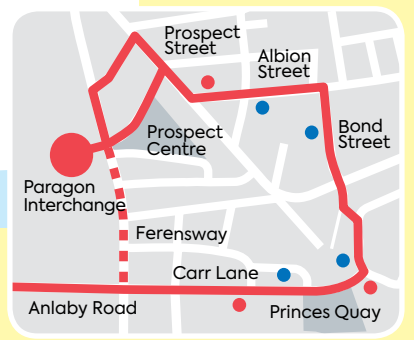 Prospect
Street
Albion
Street
Prospect
Centre
Bond
Street
Paragon
Interchange
Ferensway
Carr Lane
Anlaby Road
Princes Quay